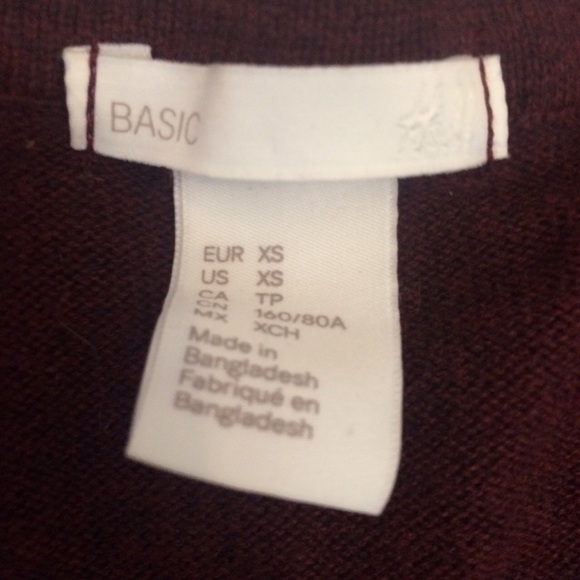 BASIC
EUR XS
US XS
CA TP
CN 160/80A
MX XCH
Made in
Bangladesh
Fabriqué en
Bangladesh